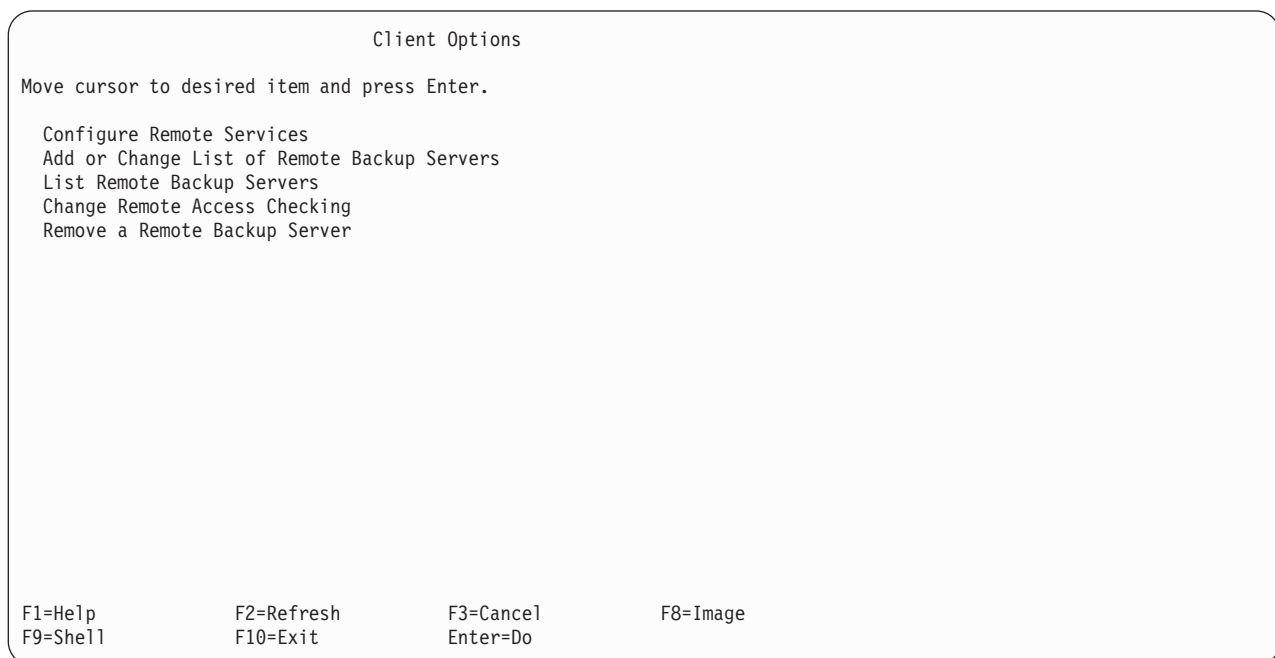 Client Options
Move cursor to desired item and press Enter.
Configure Remote Services
Add or Change List of Remote Backup Servers
List Remote Backup Servers
Change Remote Access Checking
Remove a Remote Backup Server
F1=Help F2=Refresh F3=Cancel F8=Image
F9=Shell F10=Exit Enter=Do